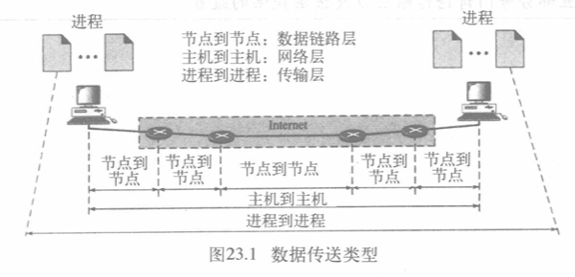 进程
进程
节点到节点：数据链路层
主机到主机：网络层
进程到进程：传输层
Internet
节点到
节点
节点到
节点
节点到节点
节点到
节点
节点到
节点
主机到主机
进程到进程
图23.1 数据传送类型